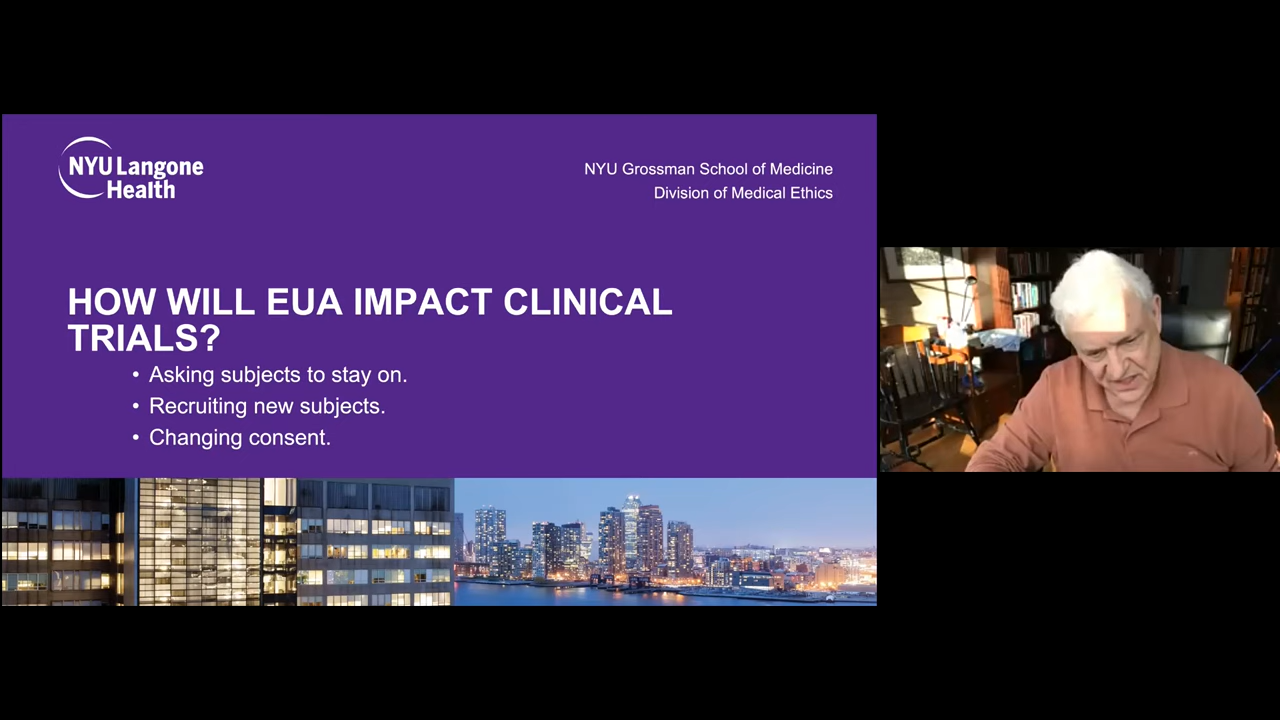 NYU Langone
Health
NYU Grossman School of Medicine
Division of Medical Ethics
HOW WILL EUA IMPACT CLINICAL
TRIALS?
• Asking subjects to stay on.
• Recruiting new subjects.
• Changing consent.